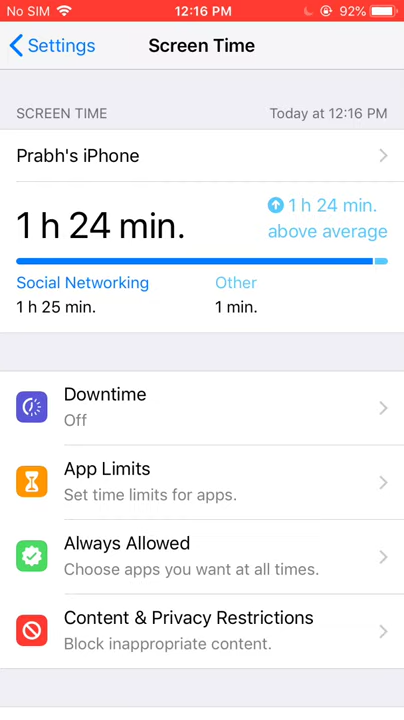 No SIM 12:16 PM 92%
Settings Screen Time
SCREEN TIME Today at 12:16 PM
Prabh's iPhone
1 h 24 min.
1 h 24 min.
above average
Social Networking Other
1 h 25 min. 1 min.
Downtime
Off
App Limits
Set time limits for apps.
Always Allowed
Choose apps you want at all times.
Content & Privacy Restrictions
Block inappropriate content.